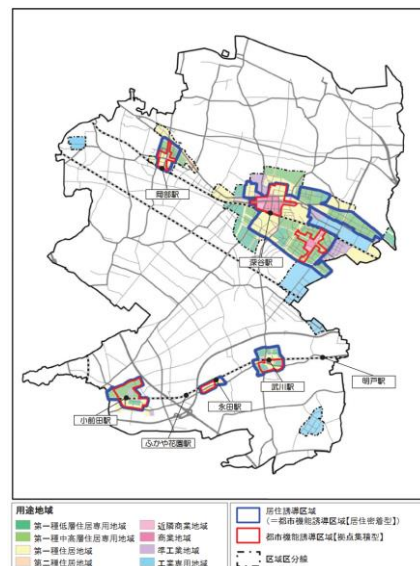 岡部駅
深谷駅
武川駅
明戸駅
永田駅
小前田駅
ふかや花園駅
用途地域
第一種低層住居専用地域
第一種中高層住居専用地域
第一種住居地域
第二種住居地域
近隣商業地域
商業地域
準工業地域
工業専用地域
居住誘導区域
(=都市機能誘導区域【居住密着型】)
都市機能誘導区域【拠点集積型】
区域区分線